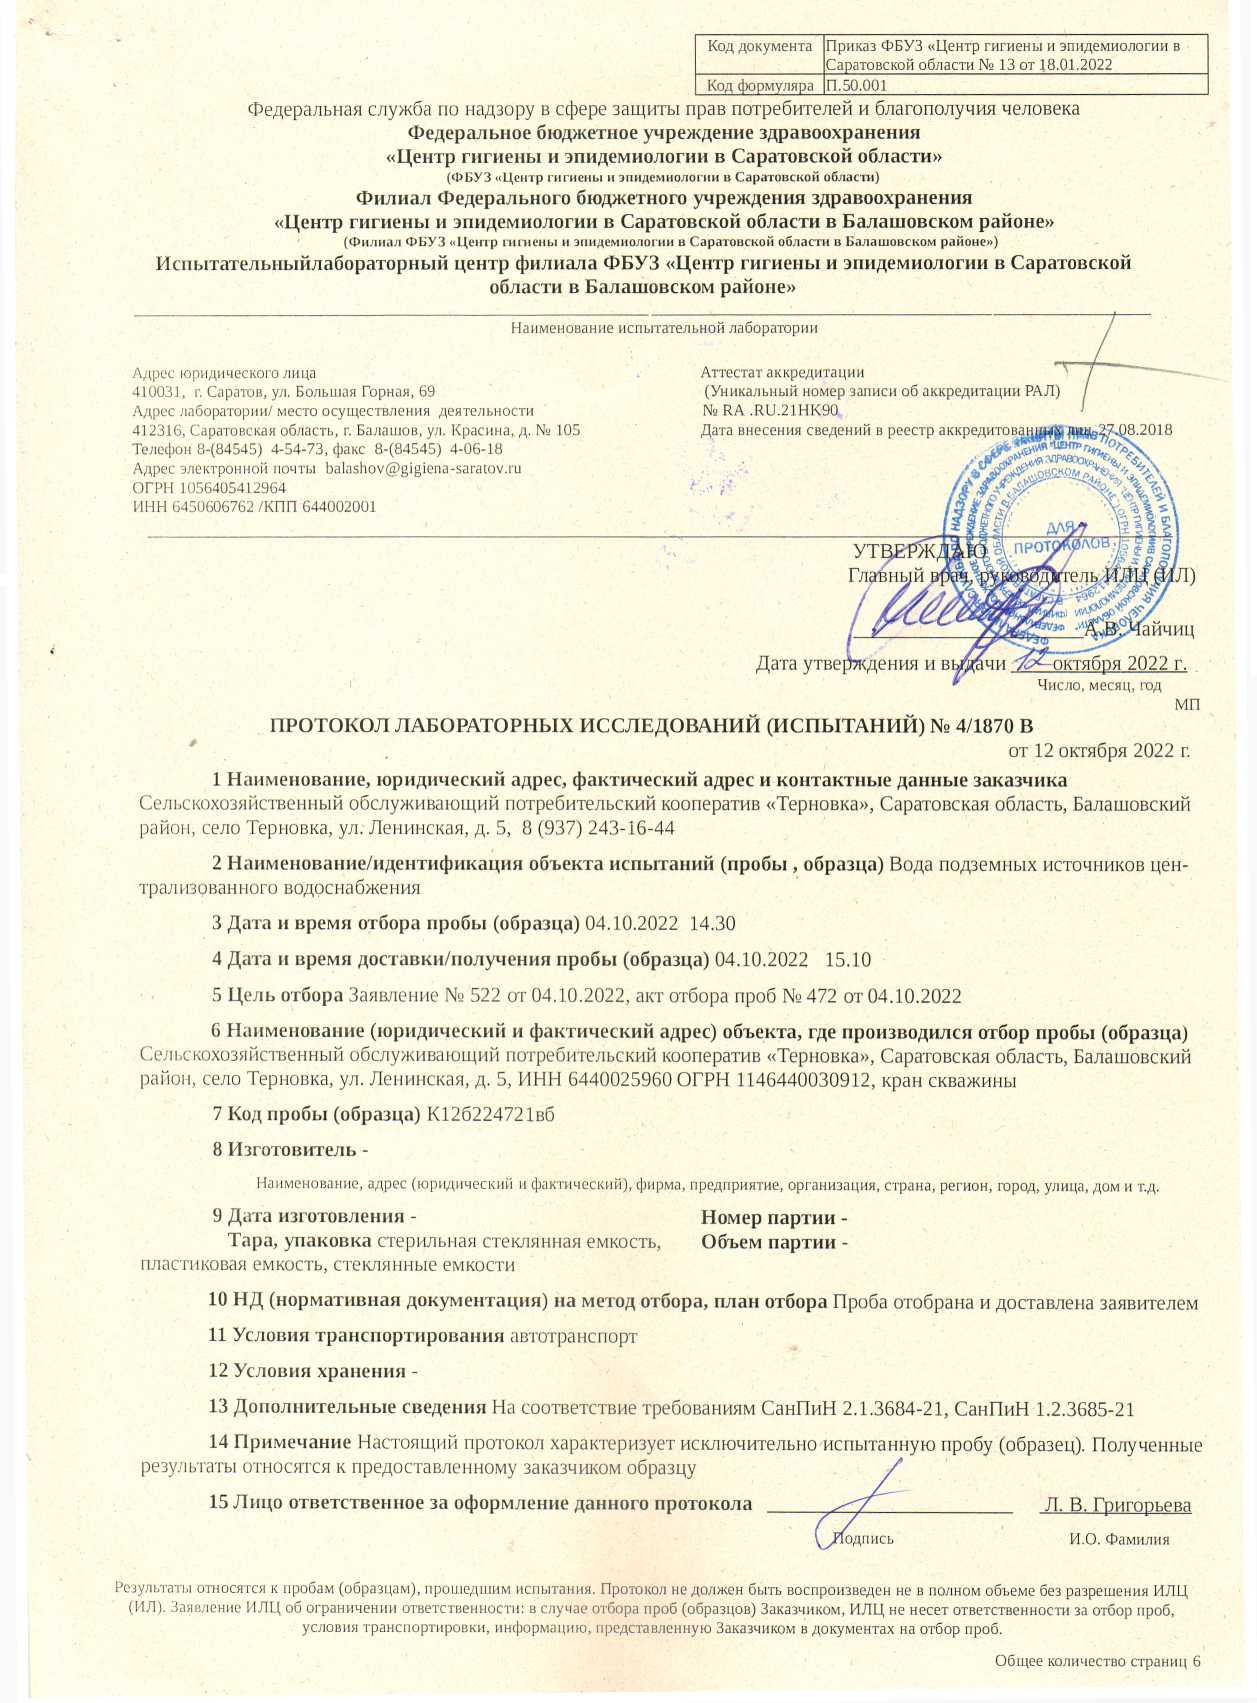 Код документа Приказ ФБУЗ «Центр гигиены и эпидемиологии в
Саратовской области № 13 от 18.01.2022
Код формуляра П.50.001
Федеральная служба по надзору в сфере защиты прав потребителей и благополучия человека
Федеральное бюджетное учреждение здравоохранения
«Центр гигиены и эпидемиологии в Саратовской области»
(ФБУЗ «Центр гигиены и эпидемиологии в Саратовской области)
Филиал Федерального бюджетного учреждения здравоохранения
«Центр гигиены и эпидемиологии в Саратовской области в Балашовском районе»
(Филиал ФБУЗ «Центр гигиены и эпидемиологии в Саратовской области в Балашовском районе»)
Испытательныйлабораторный центр филиала ФБУЗ «Центр гигиены и эпидемиологии в Саратовской
области в Балашовском районе»
Наименование испытательной лаборатории
Адрес юридического лица
410031, г. Саратов, ул. Большая Горная, 69
Адрес лаборатории/ место осуществления деятельности
412316, Саратовская область, г. Балашов, ул. Красина, д. № 105
Телефон 8-(84545) 4-54-73, факс 8-(84545) 4-06-18
Адрес электронной почты balashov@gigiena-saratov.ru
ОГРН 1056405412964
ИНН 6450606762 /КПП 644002001
Аттестат аккредитации
(Уникальный номер записи об аккредитации РАЛ)
№ RA .RU.21НК90
Дата внесения сведений в реестр аккредитованных лиц 27.08.2018
ДЛЯ
ПРОТОКОЛОВ
УТВЕРЖДАЮ
Главный врач, руководитель ИЛЦ (ИЛ)
А.В. Чайчиц
Дата утверждения и выдачи 12 октября 2022 г.
Число, месяц, год
МП
ПРОТОКОЛ ЛАБОРАТОРНЫХ ИССЛЕДОВАНИЙ (ИСПЫТАНИЙ) № 4/1870 В
от 12 октября 2022 г.
1 Наименование, юридический адрес, фактический адрес и контактные данные заказчика
Сельскохозяйственный обслуживающий потребительский кооператив «Терновка», Саратовская область, Балашовский
район, село Терновка, ул. Ленинская, д. 5, 8 (937) 243-16-44
2 Наименование/идентификация объекта испытаний (пробы , образца) Вода подземных источников цен-
трализованного водоснабжения
3 Дата и время отбора пробы (образца) 04.10.2022 14.30
4 Дата и время доставки/получения пробы (образца) 04.10.2022 15.10
5 Цель отбора Заявление № 522 от 04.10.2022, акт отбора проб № 472 от 04.10.2022
6 Наименование (юридический и фактический адрес) объекта, где производился отбор пробы (образца)
Сельскохозяйственный обслуживающий потребительский кооператив «Терновка», Саратовская область, Балашовский
район, село Терновка, ул. Ленинская, д. 5, ИНН 6440025960 ОГРН 1146440030912, кран скважины
7 Код пробы (образца) К12б224721вб
8 Изготовитель -
Наименование, адрес (юридический и фактический), фирма, предприятие, организация, страна, регион, город, улица, дом и т.д.
9 Дата изготовления - Номер партии -
Тара, упаковка стерильная стеклянная емкость, Объем партии -
пластиковая емкость, стеклянные емкости
10 НД (нормативная документация) на метод отбора, план отбора Проба отобрана и доставлена заявителем
11 Условия транспортирования автотранспорт
12 Условия хранения -
13 Дополнительные сведения На соответствие требованиям СанПиН 2.1.3684-21, СанПиН 1.2.3685-21
14 Примечание Настоящий протокол характеризует исключительно испытанную пробу (образец). Полученные
результаты относятся к предоставленному заказчиком образцу
15 Лицо ответственное за оформление данного протокола Л. В. Григорьева
Подпись И.О. Фамилия
Результаты относятся к пробам (образцам), прошедшим испытания. Протокол не должен быть воспроизведен не в полном объеме без разрешения ИЛЦ
(ИЛ). Заявление ИЛЦ об ограничении ответственности: в случае отбора проб (образцов) Заказчиком, ИЛЦ не несет ответственности за отбор проб,
условия транспортировки, информацию, представленную Заказчиком в документах на отбор проб.
Общее количество страниц 6